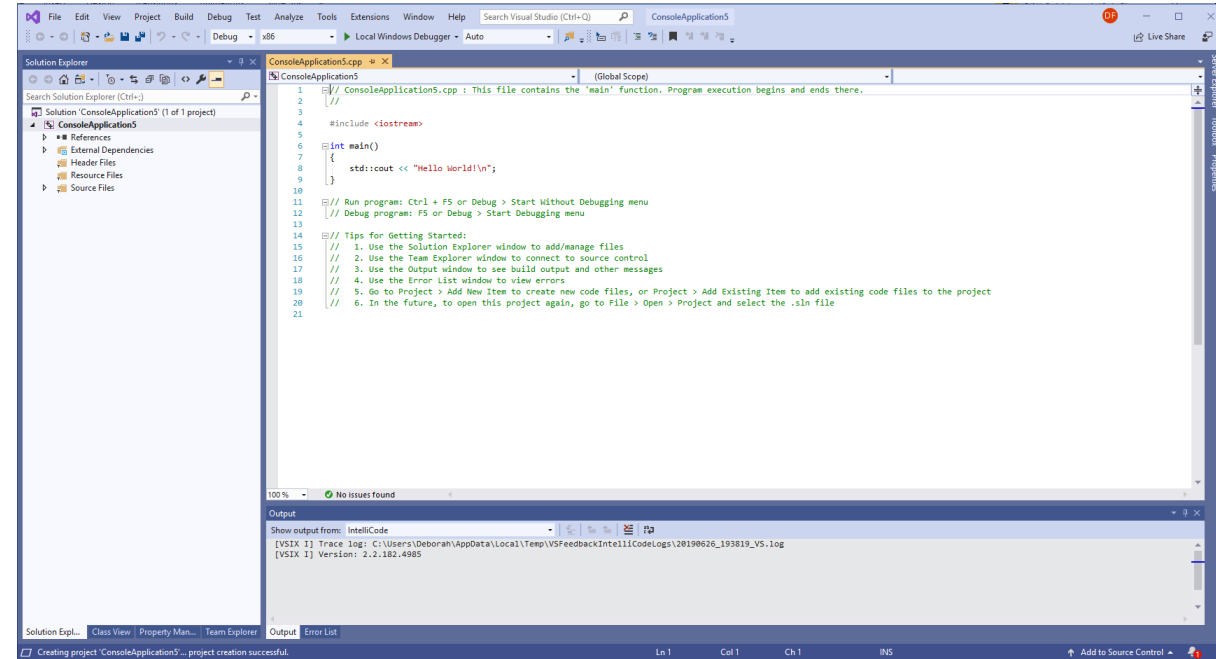 File Edit View Project Build Debug Test Analyze Tools Extensions Window Help Search Visual Studio (Ctrl+Q) ConsoleApplication5 DF
Debug x86 Local Windows Debugger Auto Live Share
Solution Explorer
Search Solution Explorer (Ctrl+;)
Solution 'ConsoleApplication5' (1 of 1 project)
ConsoleApplication5
References
External Dependencies
Header Files
Resource Files
Source Files
Solution Expl... Class View Property Man... Team Explorer
ConsoleApplication5.cpp
ConsoleApplication5 (Global Scope)
1 // ConsoleApplication5.cpp : This file contains the 'main' function. Program execution begins and ends there.
2 //
3
4 #include <iostream>
5
6 int main()
7 {
8 std::cout << "Hello World!\n";
9 }
10
11 // Run program: Ctrl + F5 or Debug > Start Without Debugging menu
12 // Debug program: F5 or Debug > Start Debugging menu
13
14 // Tips for Getting Started:
15 // 1. Use the Solution Explorer window to add/manage files
16 // 2. Use the Team Explorer window to connect to source control
17 // 3. Use the Output window to see build output and other messages
18 // 4. Use the Error List window to view errors
19 // 5. Go to Project > Add New Item to create new code files, or Project > Add Existing Item to add existing code files to the project
20 // 6. In the future, to open this project again, go to File > Open > Project and select the .sln file
21
100 % No issues found
Output
Show output from: IntelliCode
[VSIX I] Trace log: C:\Users\Deborah\AppData\Local\Temp\VSFeedbackIntelliCodeLogs\20190626_193819_VS.log
[VSIX I] Version: 2.2.182.4985
Output Error List
Server Explorer
Toolbox
Properties
Creating project 'ConsoleApplication5'... project creation successful. Ln 1 Col 1 Ch 1 INS Add to Source Control 1